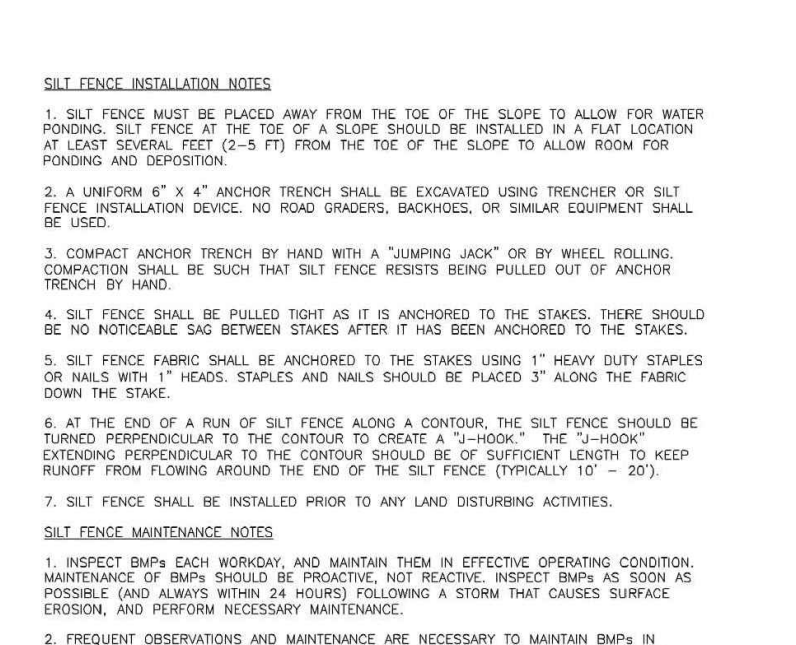 SILT FENCE INSTALLATION NOTES
1. SILT FENCE MUST BE PLACED AWAY FROM THE TOE OF THE SLOPE TO ALLOW FOR WATER
PONDING. SILT FENCE AT THE TOE OF A SLOPE SHOULD BE INSTALLED IN A FLAT LOCATION
AT LEAST SEVERAL FEET (2-5 FT) FROM THE TOE OF THE SLOPE TO ALLOW ROOM FOR
PONDING AND DEPOSITION.
2. A UNIFORM 6" X 4" ANCHOR TRENCH SHALL BE EXCAVATED USING TRENCHER OR SILT
FENCE INSTALLATION DEVICE. NO ROAD GRADERS, BACKHOES, OR SIMILAR EQUIPMENT SHALL
BE USED.
3. COMPACT ANCHOR TRENCH BY HAND WITH A "JUMPING JACK" OR BY WHEEL ROLLING.
COMPACTION SHALL BE SUCH THAT SILT FENCE RESISTS BEING PULLED OUT OF ANCHOR
TRENCH BY HAND.
4. SILT FENCE SHALL BE PULLED TIGHT AS IT IS ANCHORED TO THE STAKES. THERE SHOULD
BE NO NOTICEABLE SAG BETWEEN STAKES AFTER IT HAS BEEN ANCHORED TO THE STAKES.
5. SILT FENCE FABRIC SHALL BE ANCHORED TO THE STAKES USING 1" HEAVY DUTY STAPLES
OR NAILS WITH 1" HEADS. STAPLES AND NAILS SHOULD BE PLACED 3" ALONG THE FABRIC
DOWN THE STAKE.
6. AT THE END OF A RUN OF SILT FENCE ALONG A CONTOUR, THE SILT FENCE SHOULD BE
TURNED PERPENDICULAR TO THE CONTOUR TO CREATE A "J-HOOK." THE "J-HOOK"
EXTENDING PERPENDICULAR TO THE CONTOUR SHOULD BE OF SUFFICIENT LENGTH TO KEEP
RUNOFF FROM FLOWING AROUND THE END OF THE SILT FENCE (TYPICALLY 10' - 20').
7. SILT FENCE SHALL BE INSTALLED PRIOR TO ANY LAND DISTURBING ACTIVITIES.
SILT FENCE MAINTENANCE NOTES
1. INSPECT BMPs EACH WORKDAY, AND MAINTAIN THEM IN EFFECTIVE OPERATING CONDITION.
MAINTENANCE OF BMPs SHOULD BE PROACTIVE, NOT REACTIVE. INSPECT BMPs AS SOON AS
POSSIBLE (AND ALWAYS WITHIN 24 HOURS) FOLLOWING A STORM THAT CAUSES SURFACE
EROSION, AND PERFORM NECESSARY MAINTENANCE.
2. FREQUENT OBSERVATIONS AND MAINTENANCE ARE NECESSARY TO MAINTAIN BMPs IN